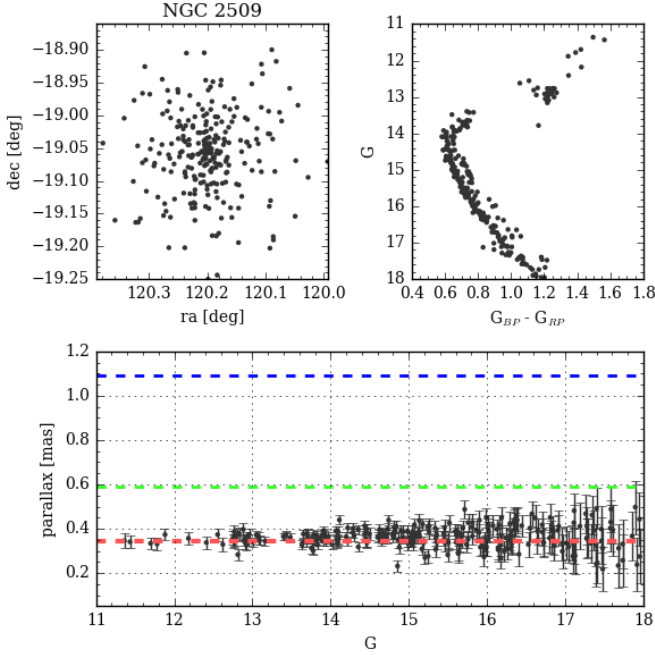 NGC 2509
−18.90
−18.95
−19.00
−19.05
−19.10
−19.15
−19.20
−19.25
dec [deg]
120.3 120.2 120.1 120.0
ra [deg]
11
12
13
14
15
16
17
18
G
0.4 0.6 0.8 1.0 1.2 1.4 1.6 1.8
G_BP - G_RP
1.2
1.0
0.8
0.6
0.4
0.2
parallax [mas]
11 12 13 14 15 16 17 18
G